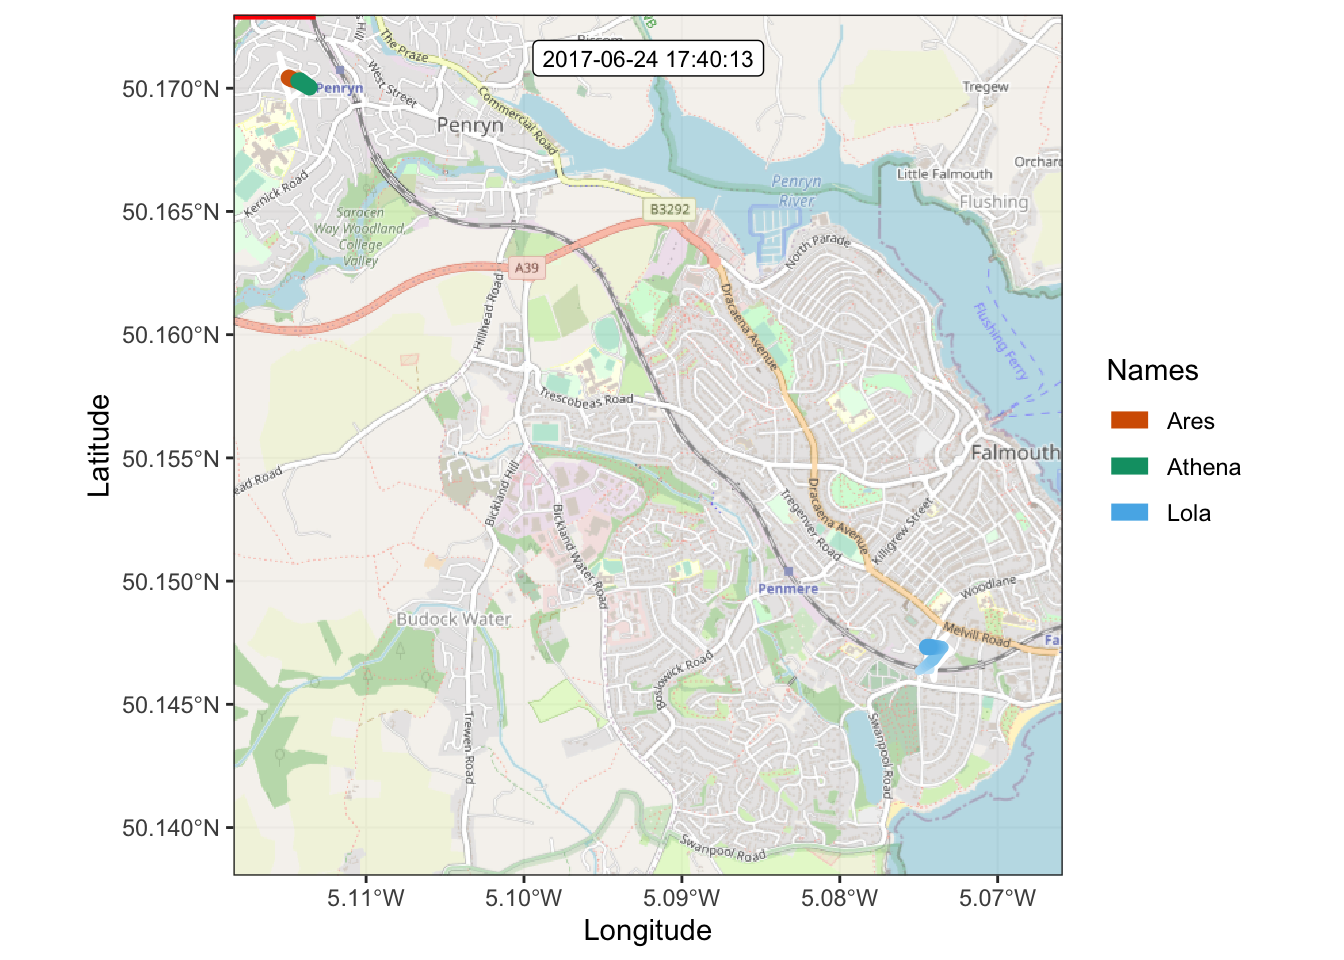 2017-06-24 17:40:13
The Praze
West Street
Penryn
Commercial Road
Penryn
Tregew
Orchard
Little Falmouth
Flushing
Penryn
River
Kernick Road
Saracen
Way Woodland,
College
Valley
B3292
A39
North Parade
Hillhead Road
Dracaena Avenue
Flushing Ferry
Trescobeas Road
Falmouth
ead Road
Bickland Hill
Bickland Water Road
Tregenver Road
Dracaena Avenue
Killigrew Street
Penmere
Woodlane
Budock Water
Melvill Road
Fa
Boslowick Road
Trewen Road
Swanpool Road
Swanpool Road
50.170°N
50.165°N
50.160°N
50.155°N
50.150°N
50.145°N
50.140°N
Latitude
5.11°W
5.10°W
5.09°W
5.08°W
5.07°W
Longitude
Names
Ares
Athena
Lola